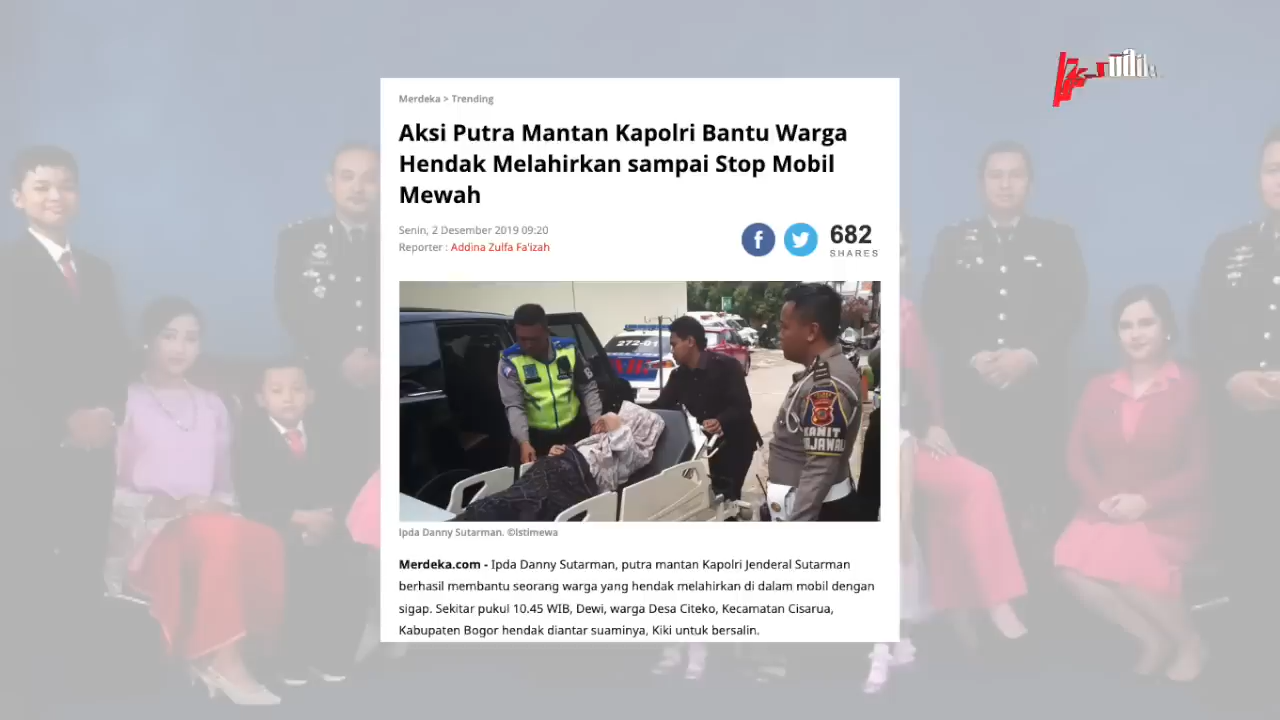 Merdeka > Trending
Aksi Putra Mantan Kapolri Bantu Warga
Hendak Melahirkan sampai Stop Mobil
Mewah
Senin, 2 Desember 2019 09:20
Reporter : Addina Zulfa Fa'izah
682
SHARES
272-01
KANIT
Ipda Danny Sutarman. ©Istimewa
Merdeka.com - Ipda Danny Sutarman, putra mantan Kapolri Jenderal Sutarman
berhasil membantu seorang warga yang hendak melahirkan di dalam mobil dengan
sigap. Sekitar pukul 10.45 WIB, Dewi, warga Desa Citeko, Kecamatan Cisarua,
Kabupaten Bogor hendak diantar suaminya, Kiki untuk bersalin.